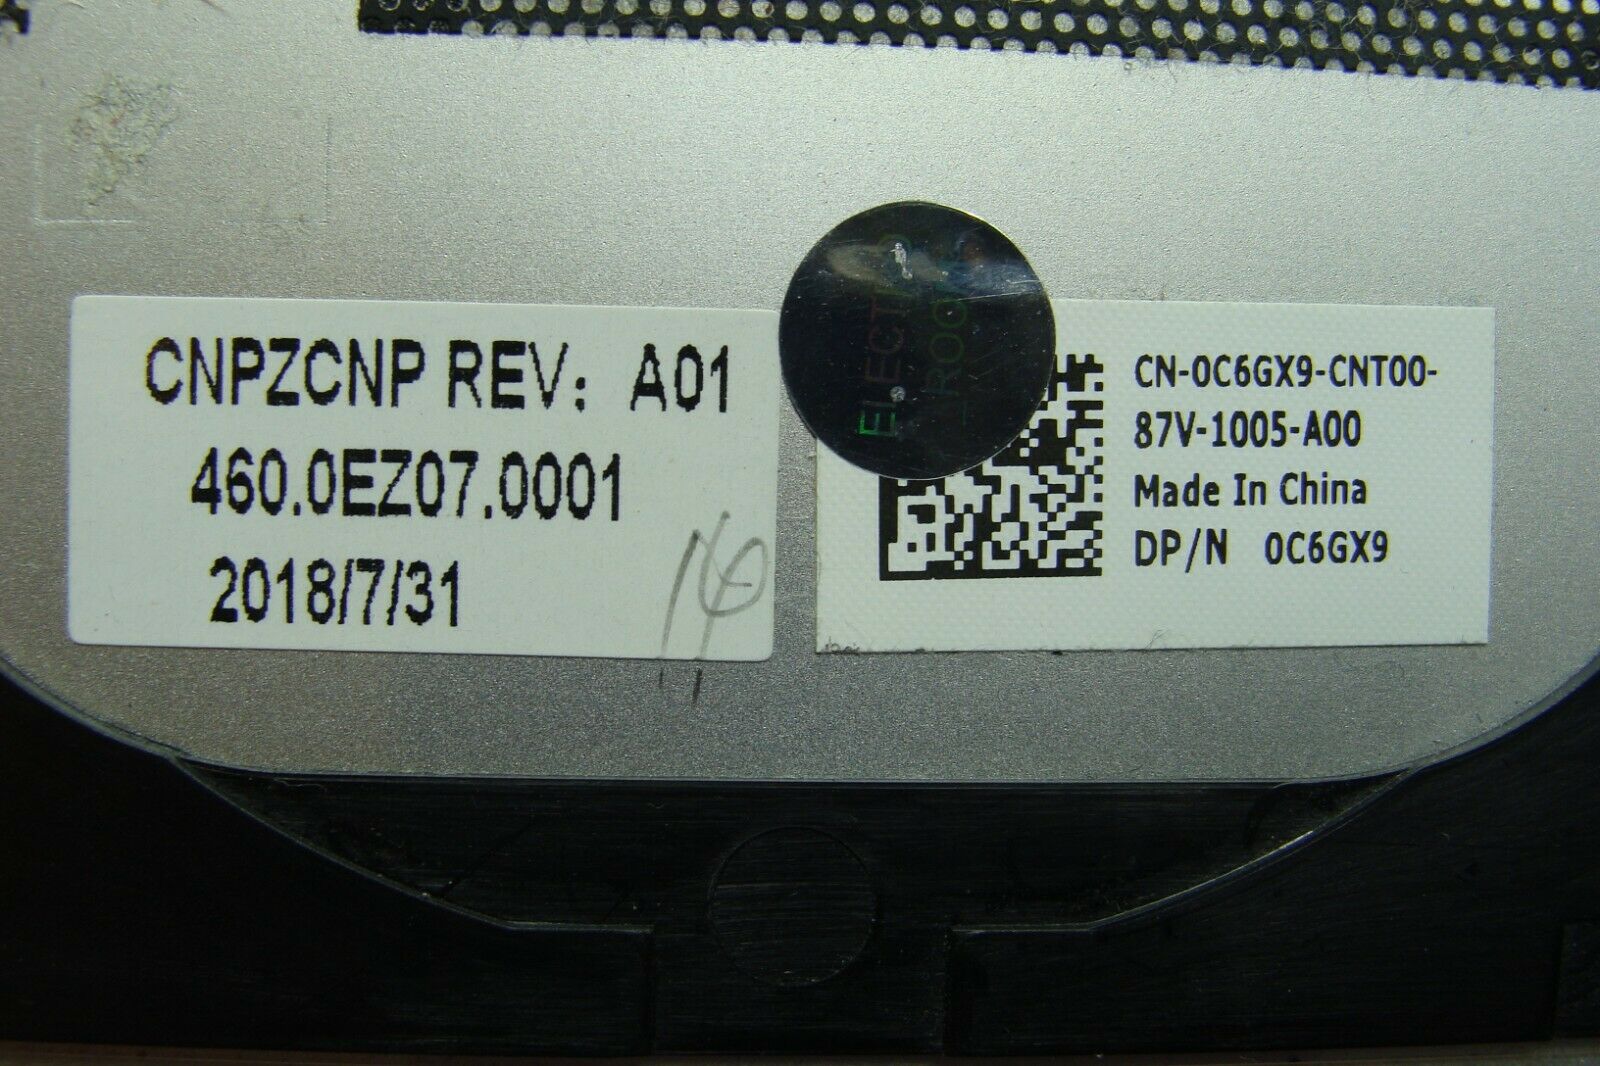 CNPZCNP REV: A01
460.0EZ07.0001
2018/7/31
CN-0C6GX9-CNT00-
87V-1005-A00
Made In China
DP/N 0C6GX9